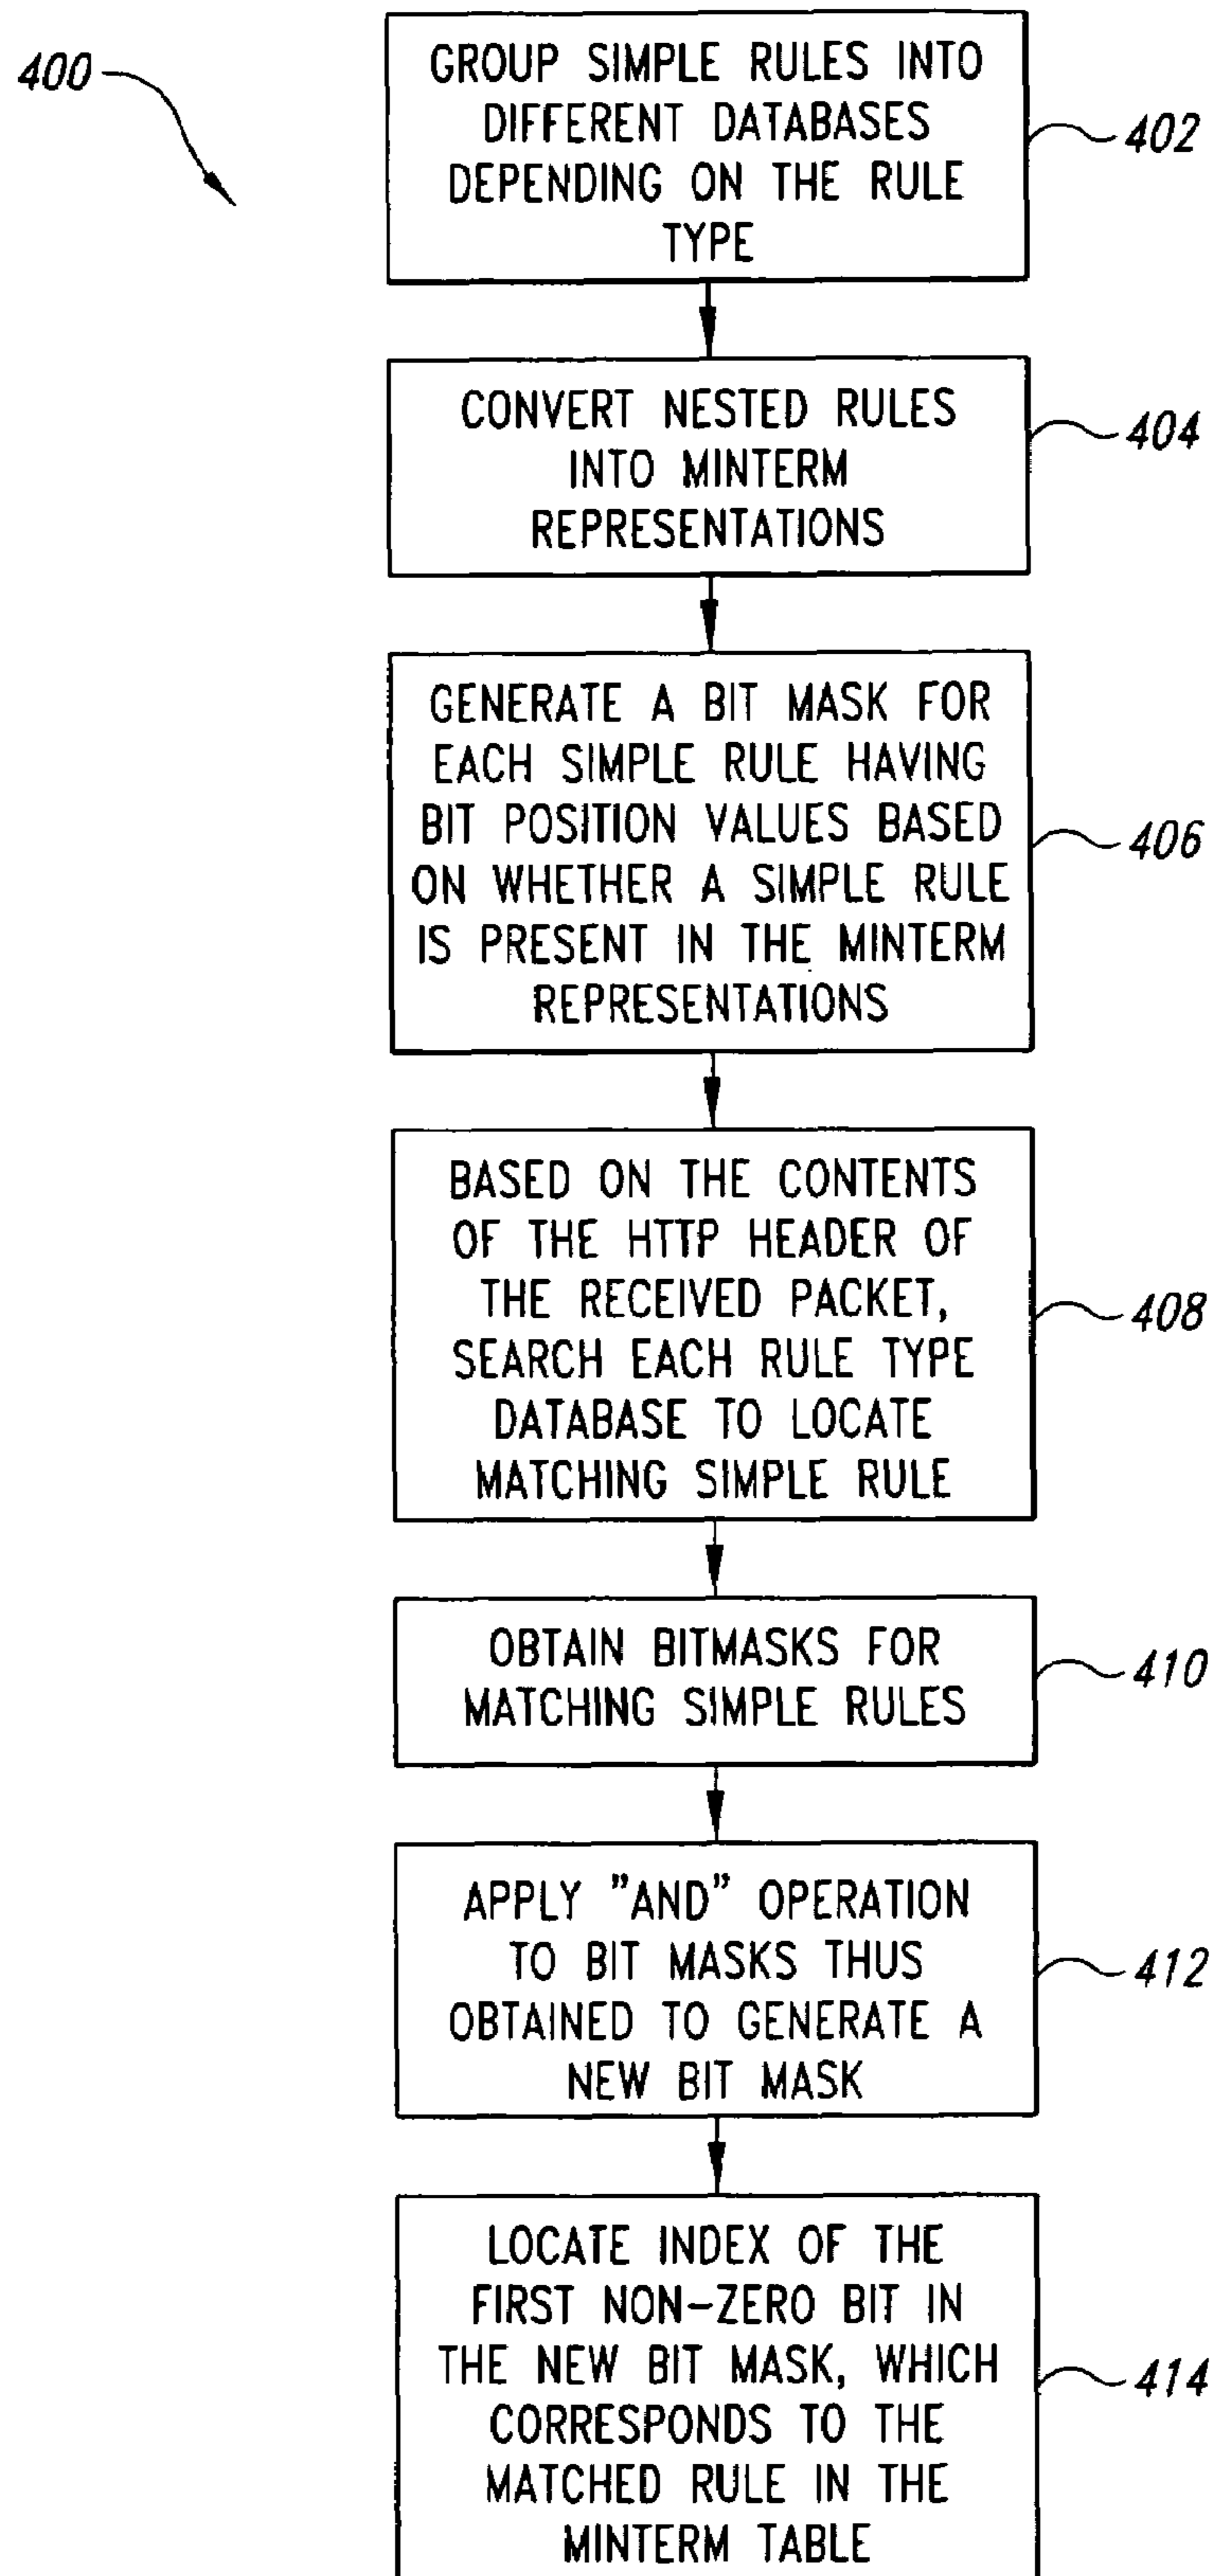 400
GROUP SIMPLE RULES INTO
DIFFERENT DATABASES
DEPENDING ON THE RULE
TYPE
402
CONVERT NESTED RULES
INTO MINTERM
REPRESENTATIONS
404
GENERATE A BIT MASK FOR
EACH SIMPLE RULE HAVING
BIT POSITION VALUES BASED
ON WHETHER A SIMPLE RULE
IS PRESENT IN THE MINTERM
REPRESENTATIONS
406
BASED ON THE CONTENTS
OF THE HTTP HEADER OF
THE RECEIVED PACKET,
SEARCH EACH RULE TYPE
DATABASE TO LOCATE
MATCHING SIMPLE RULE
408
OBTAIN BITMASKS FOR
MATCHING SIMPLE RULES
410
APPLY "AND" OPERATION
TO BIT MASKS THUS
OBTAINED TO GENERATE A
NEW BIT MASK
412
LOCATE INDEX OF THE
FIRST NON-ZERO BIT IN
THE NEW BIT MASK, WHICH
CORRESPONDS TO THE
MATCHED RULE IN THE
MINTERM TABLE
414